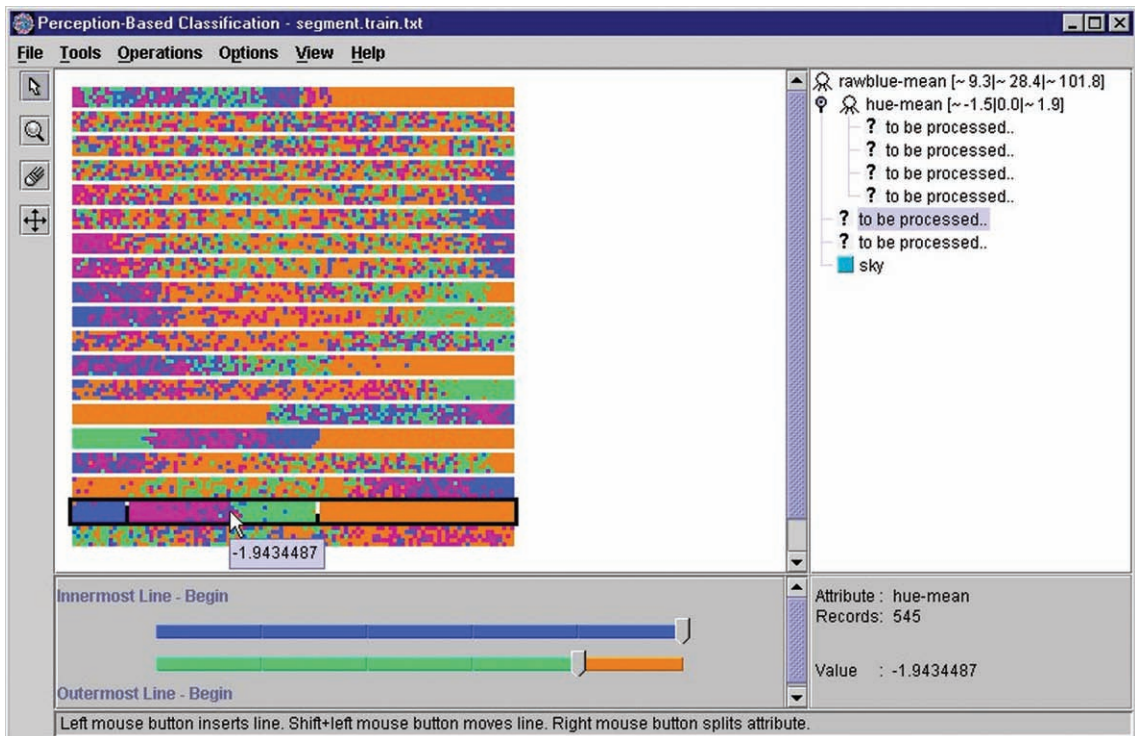 Perception-Based Classification - segment.train.txt
File Tools Operations Options View Help
rawblue-mean [~ 9.3|~ 28.4|~ 101.8]
hue-mean [~ -1.5|0.0|~ 1.9]
? to be processed..
? to be processed..
? to be processed..
? to be processed..
? to be processed..
? to be processed..
sky
-1.9434487
Innermost Line - Begin
Outermost Line - Begin
Attribute : hue-mean
Records: 545
Value : -1.9434487
Left mouse button inserts line. Shift+left mouse button moves line. Right mouse button splits attribute.